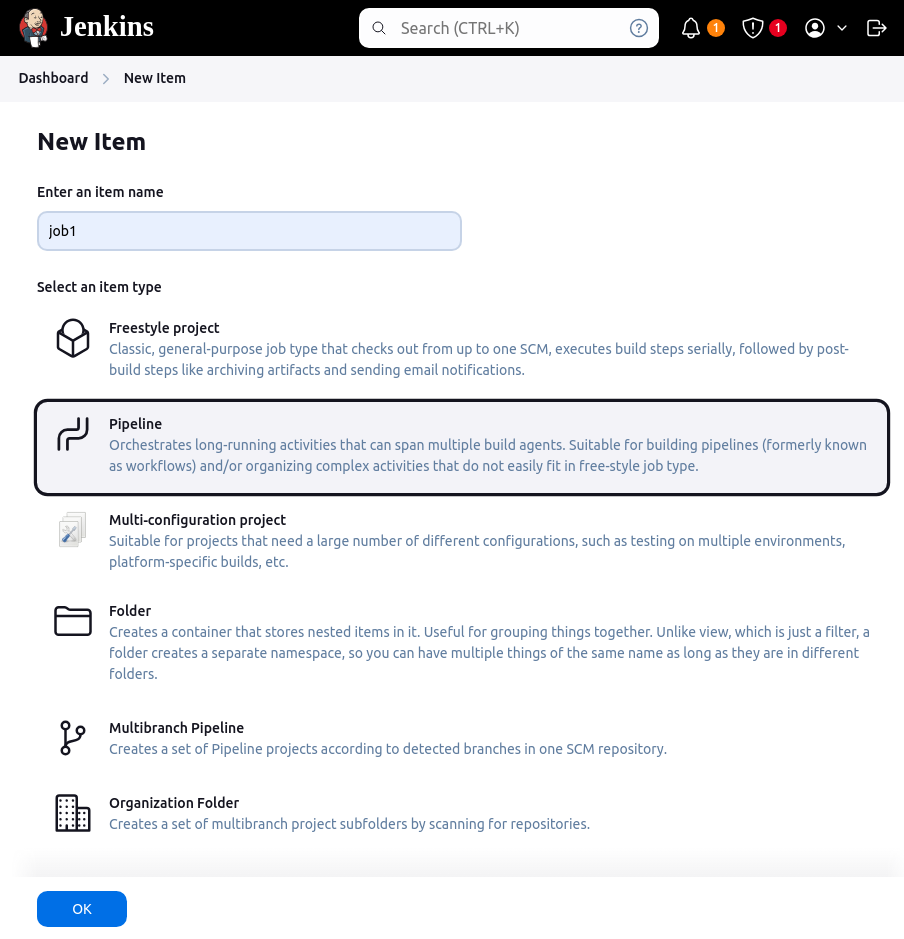 Jenkins
Search (CTRL+K)
?
1
1
Dashboard
New Item
New Item
Enter an item name
job1
Select an item type
Freestyle project
Classic, general-purpose job type that checks out from up to one SCM, executes build steps serially, followed by post-
build steps like archiving artifacts and sending email notifications.
Pipeline
Orchestrates long-running activities that can span multiple build agents. Suitable for building pipelines (formerly known
as workflows) and/or organizing complex activities that do not easily fit in free-style job type.
Multi-configuration project
Suitable for projects that need a large number of different configurations, such as testing on multiple environments,
platform-specific builds, etc.
Folder
Creates a container that stores nested items in it. Useful for grouping things together. Unlike view, which is just a filter, a
folder creates a separate namespace, so you can have multiple things of the same name as long as they are in different
folders.
Multibranch Pipeline
Creates a set of Pipeline projects according to detected branches in one SCM repository.
Organization Folder
Creates a set of multibranch project subfolders by scanning for repositories.
OK